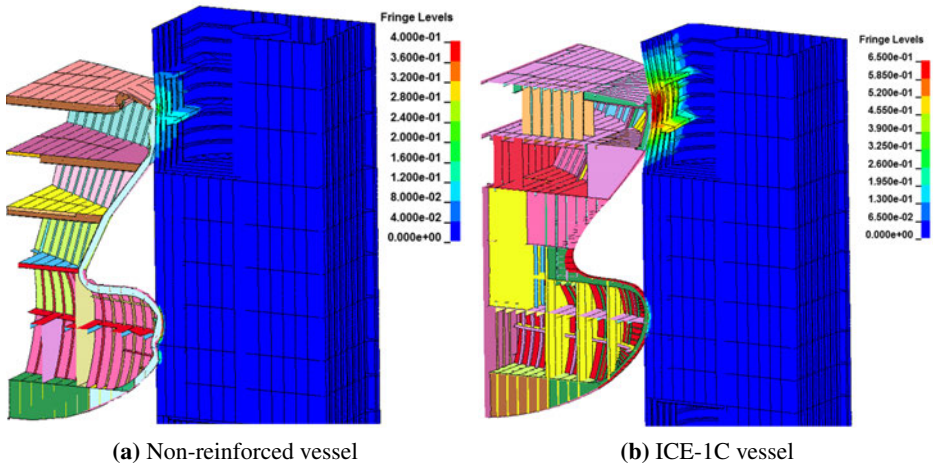 Fringe Levels
4.000e-01
3.600e-01
3.200e-01
2.800e-01
2.400e-01
2.000e-01
1.600e-01
1.200e-01
8.000e-02
4.000e-02
0.000e+00
Fringe Levels
6.500e-01
5.850e-01
5.200e-01
4.550e-01
3.900e-01
3.250e-01
2.600e-01
1.950e-01
1.300e-01
6.500e-02
0.000e+00
(a) Non-reinforced vessel
(b) ICE-1C vessel